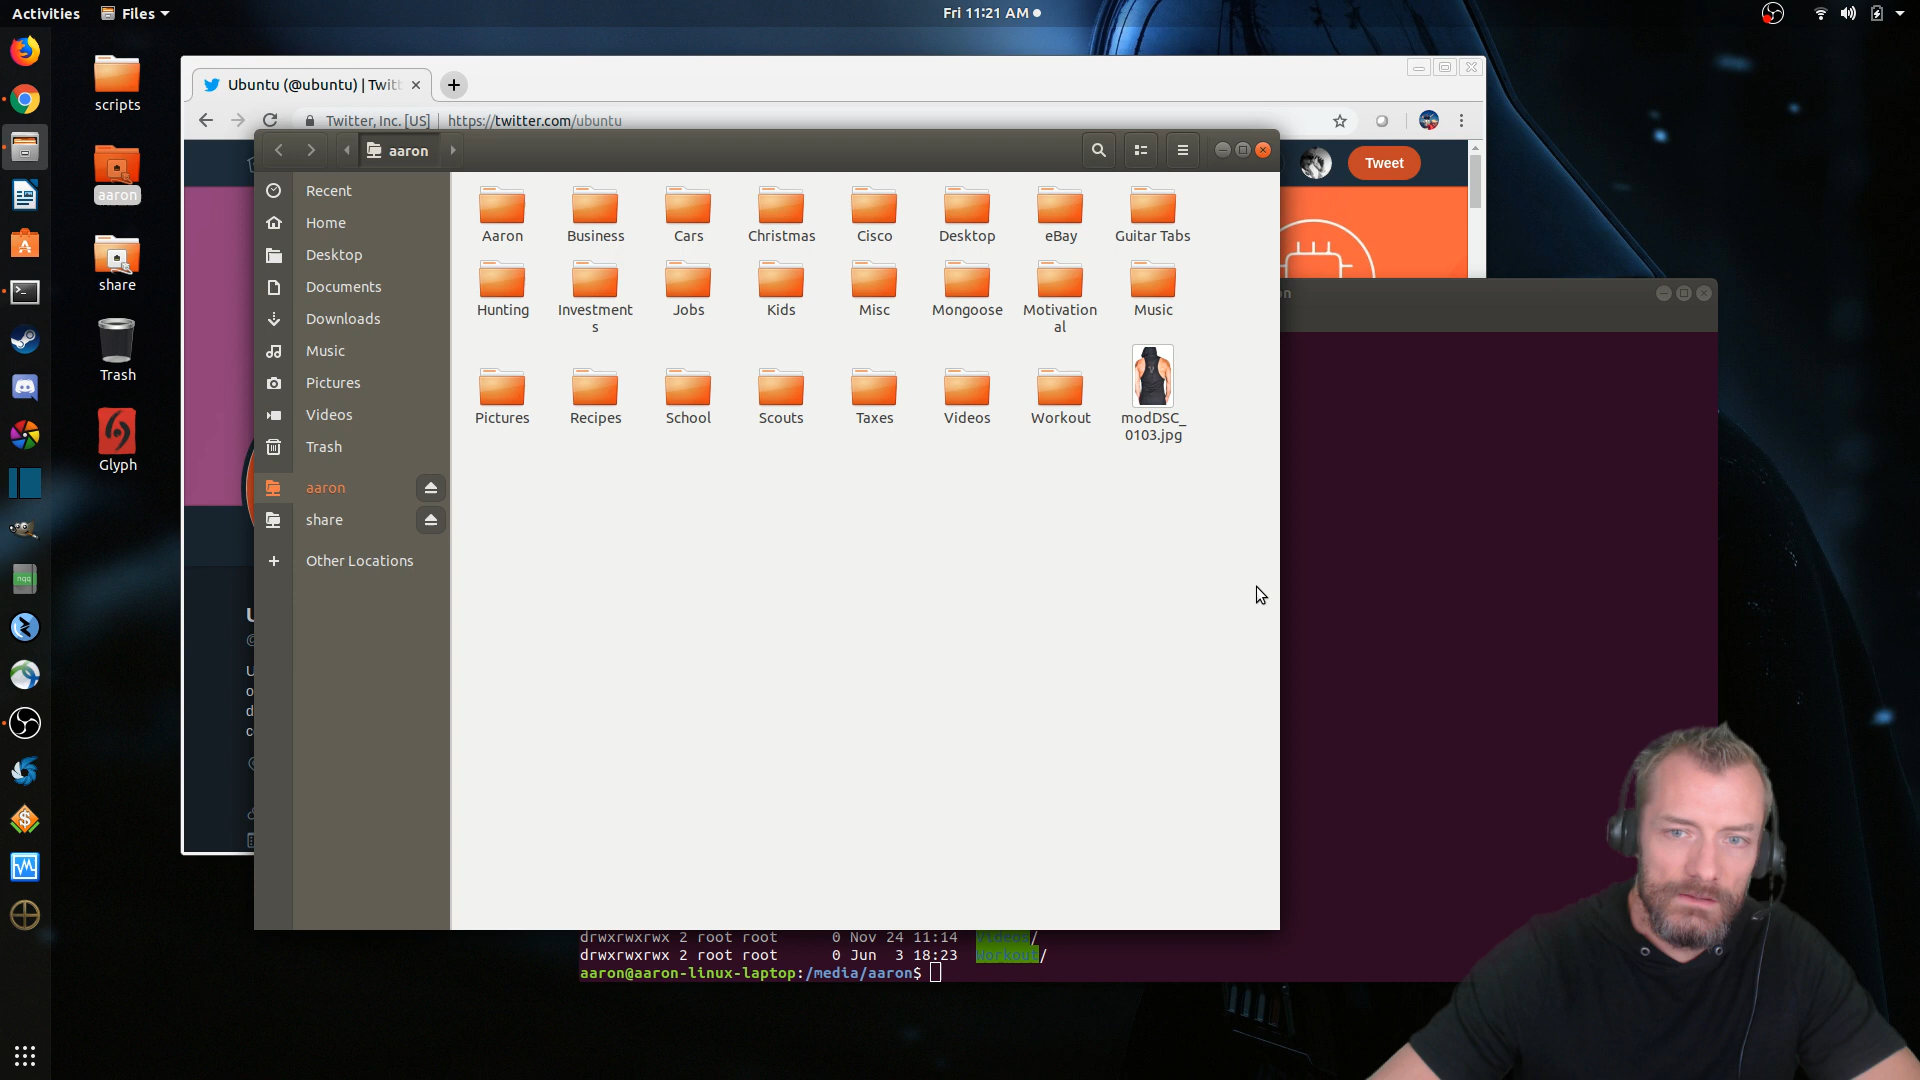 Activities
Files
Fri 11:21 AM
scripts
aaron
share
Trash
Glyph
Ubuntu (@ubuntu) | Twitt
Twitter, Inc. [US]
https://twitter.com/ubuntu
Tweet
aaron
Recent
Home
Desktop
Documents
Downloads
Music
Pictures
Videos
Trash
aaron
share
Other Locations
Aaron
Business
Cars
Christmas
Cisco
Desktop
eBay
Guitar Tabs
Hunting
Investment
s
Jobs
Kids
Misc
Mongoose
Motivation
al
Music
Pictures
Recipes
School
Scouts
Taxes
Videos
Workout
modDSC_
0103.jpg
nqq
drwxrwxrwx 2 root root 0 Nov 24 11:14 Videos/
drwxrwxrwx 2 root root 0 Jun 3 18:23 Workout/
aaron@aaron-linux-laptop:/media/aaron$